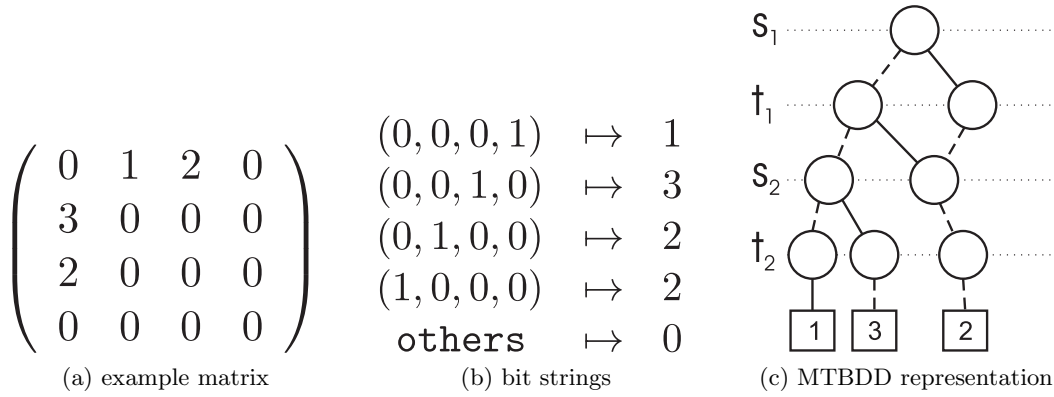 0 1 2 0
3 0 0 0
2 0 0 0
0 0 0 0
(a) example matrix
(0, 0, 0, 1) ↦ 1
(0, 0, 1, 0) ↦ 3
(0, 1, 0, 0) ↦ 2
(1, 0, 0, 0) ↦ 2
others ↦ 0
(b) bit strings
s₁
t₁
s₂
t₂
1 3 2
(c) MTBDD representation